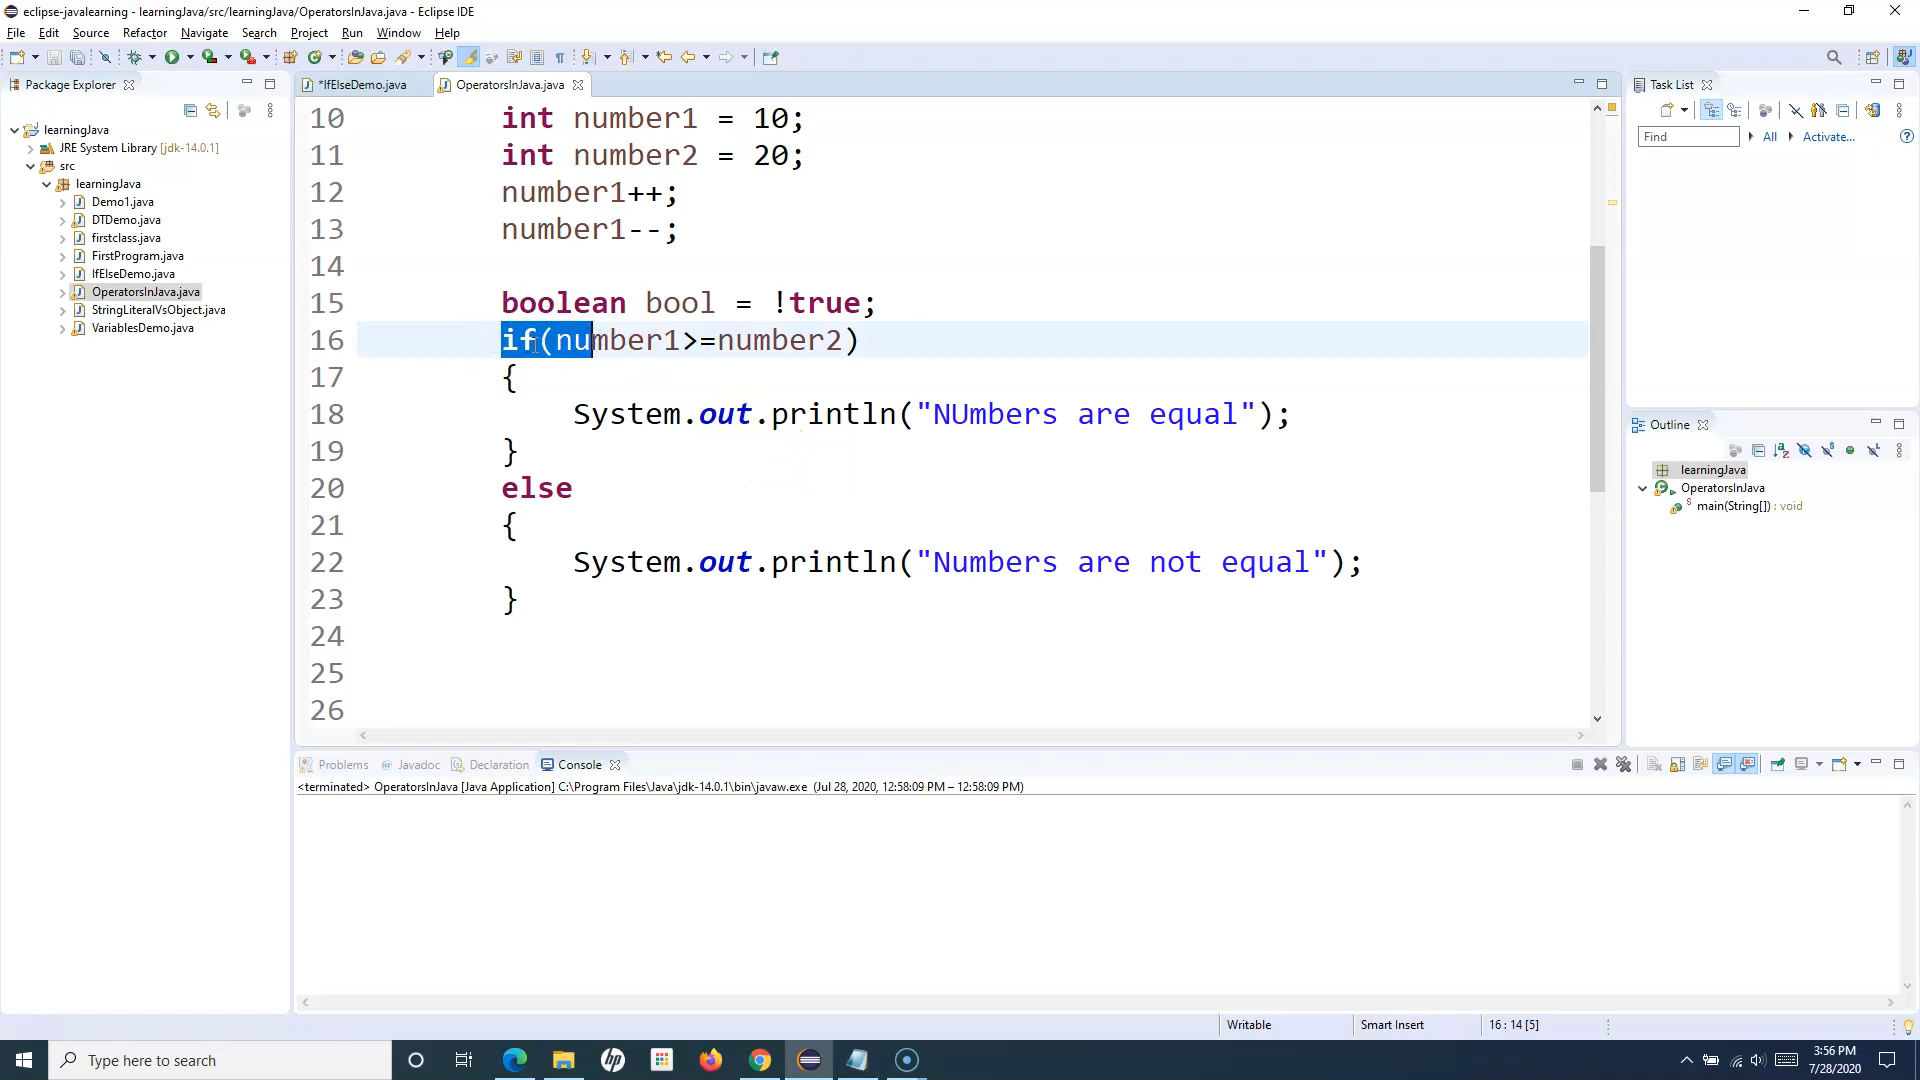 eclipse-javalearning - learningJava/src/learningJava/OperatorsInJava.java - Eclipse IDE
File Edit Source Refactor Navigate Search Project Run Window Help
Package Explorer
learningJava
JRE System Library [jdk-14.0.1]
src
learningJava
Demo1.java
DTDemo.java
firstclass.java
FirstProgram.java
IfElseDemo.java
OperatorsInJava.java
StringLiteralVsObject.java
VariablesDemo.java
*IfElseDemo.java OperatorsInJava.java
10 int number1 = 10;
11 int number2 = 20;
12 number1++;
13 number1--;
14
15 boolean bool = !true;
16 if(number1>=number2)
17 {
18 System.out.println("NUmbers are equal");
19 }
20 else
21 {
22 System.out.println("Numbers are not equal");
23 }
24
25
26
Task List
Find All Activate...
Outline
learningJava
OperatorsInJava
main(String[]) : void
Problems Javadoc Declaration Console
<terminated> OperatorsInJava [Java Application] C:\Program Files\Java\jdk-14.0.1\bin\javaw.exe (Jul 28, 2020, 12:58:09 PM – 12:58:09 PM)
Writable Smart Insert 16 : 14 [5]
Type here to search
hp
3:56 PM
7/28/2020